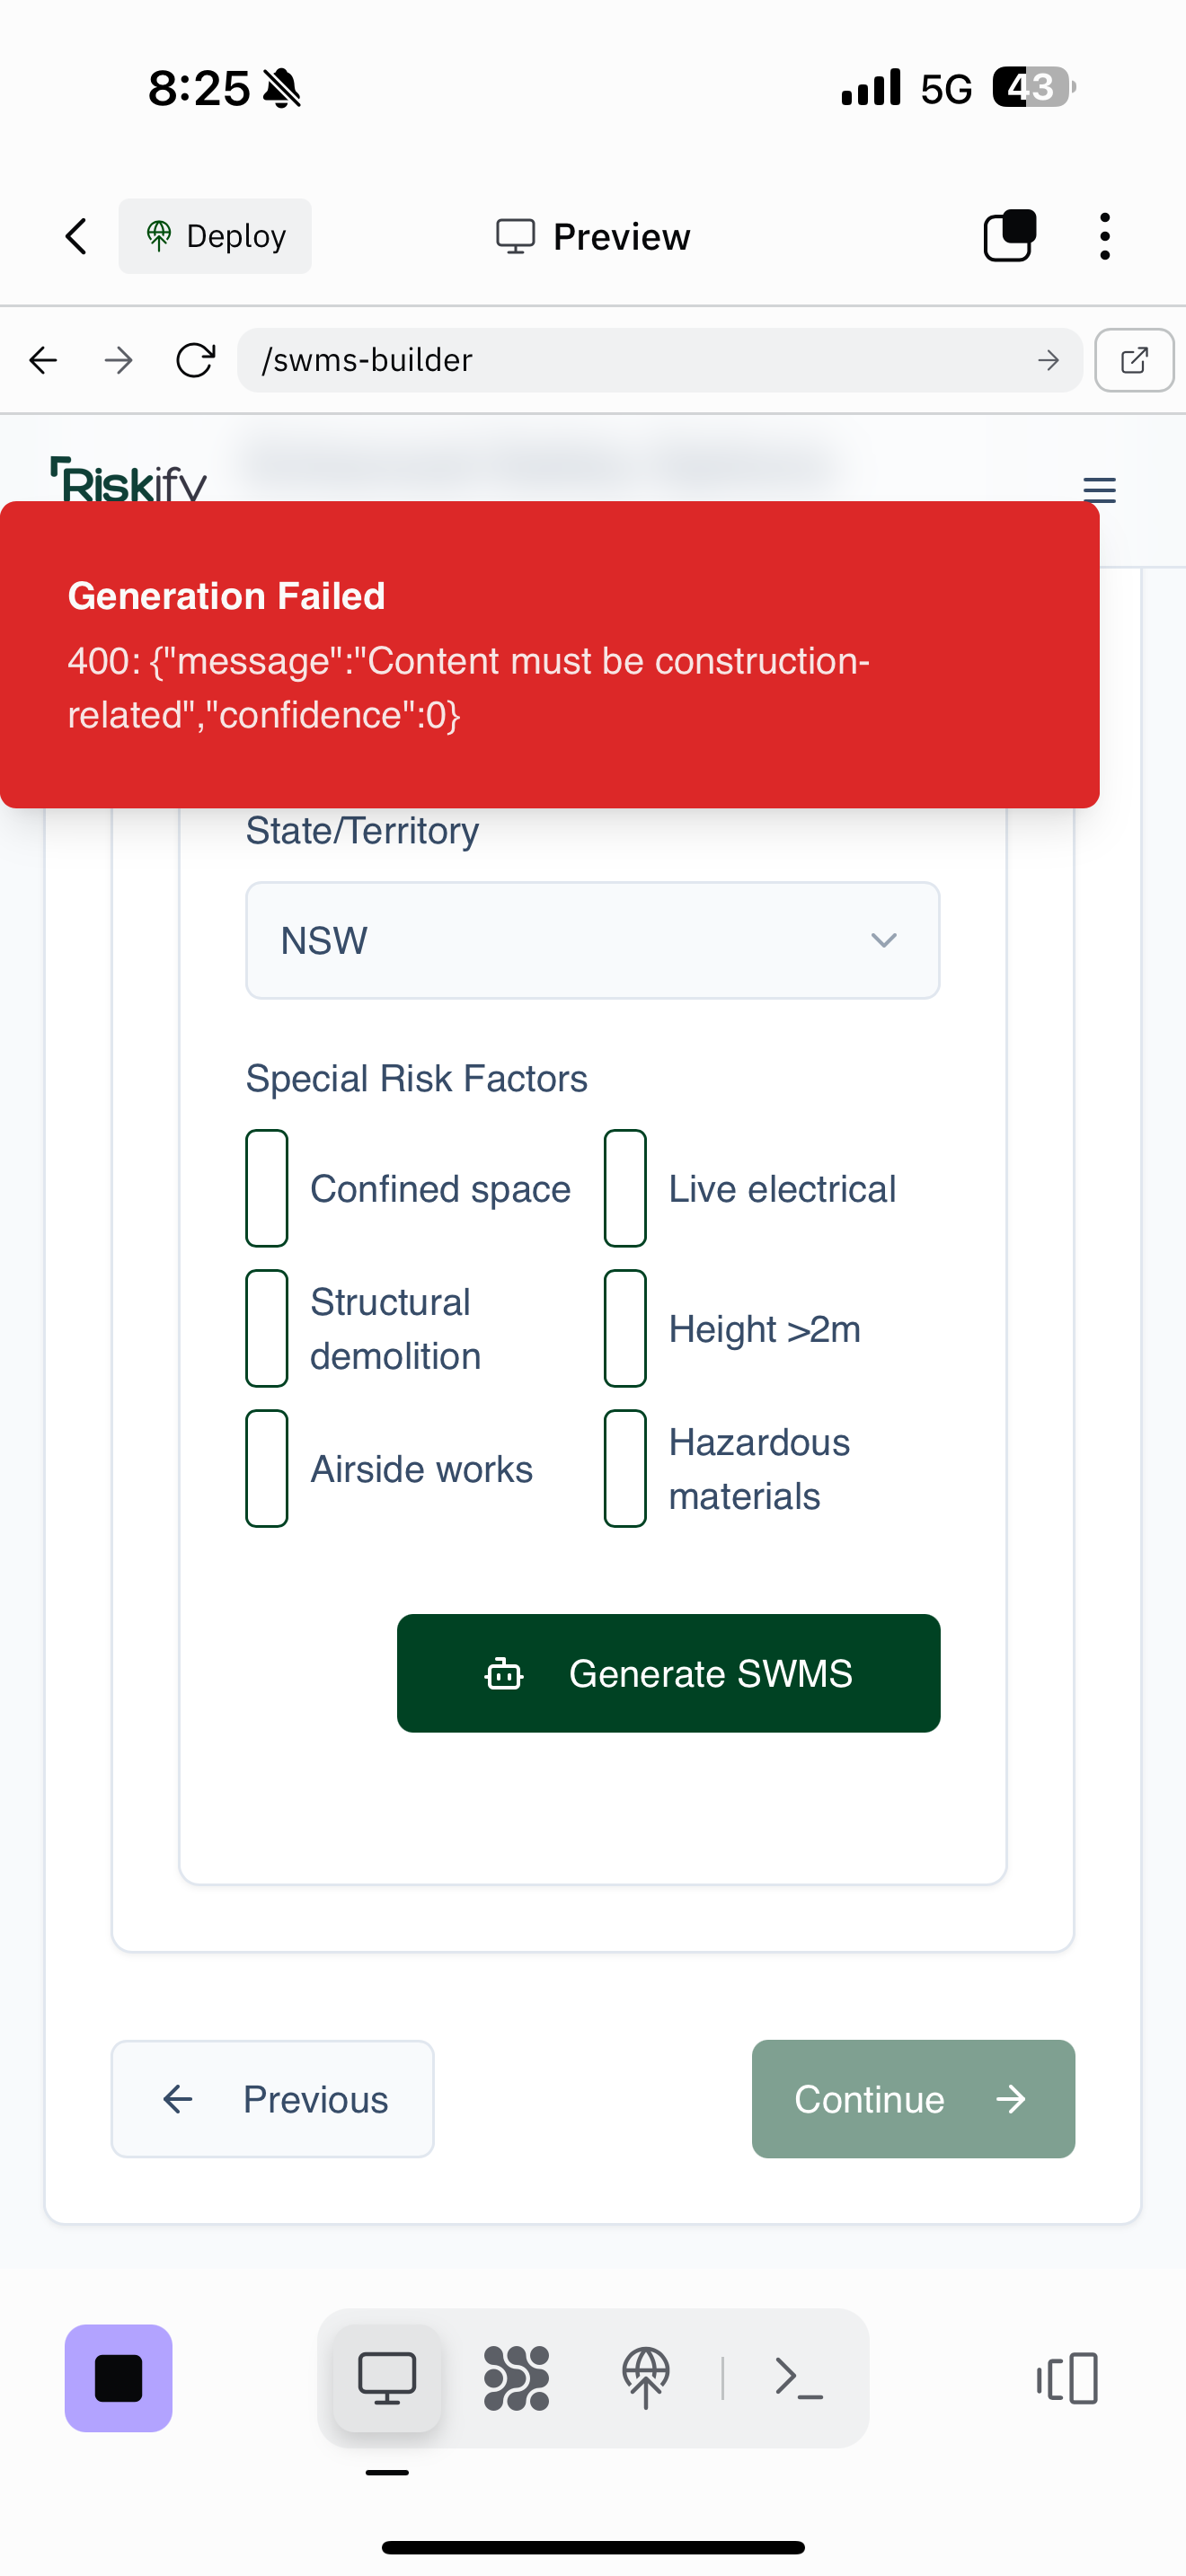 8:25
5G
43
Deploy
Preview
/swms-builder
Riskify
Generation Failed
400: {"message":"Content must be construction-
related","confidence":0}
State/Territory
NSW
Special Risk Factors
Confined space
Live electrical
Structural
demolition
Height >2m
Airside works
Hazardous
materials
Generate SWMS
Previous
Continue